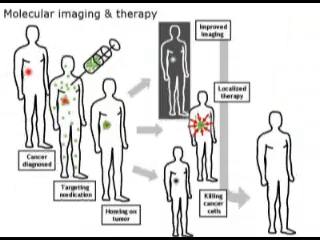 Molecular imaging & therapy
Improved
imaging
Localized
therapy
Cancer
diagnosed
Targeting
medication
Homing on
tumor
Killing
cancer
cells